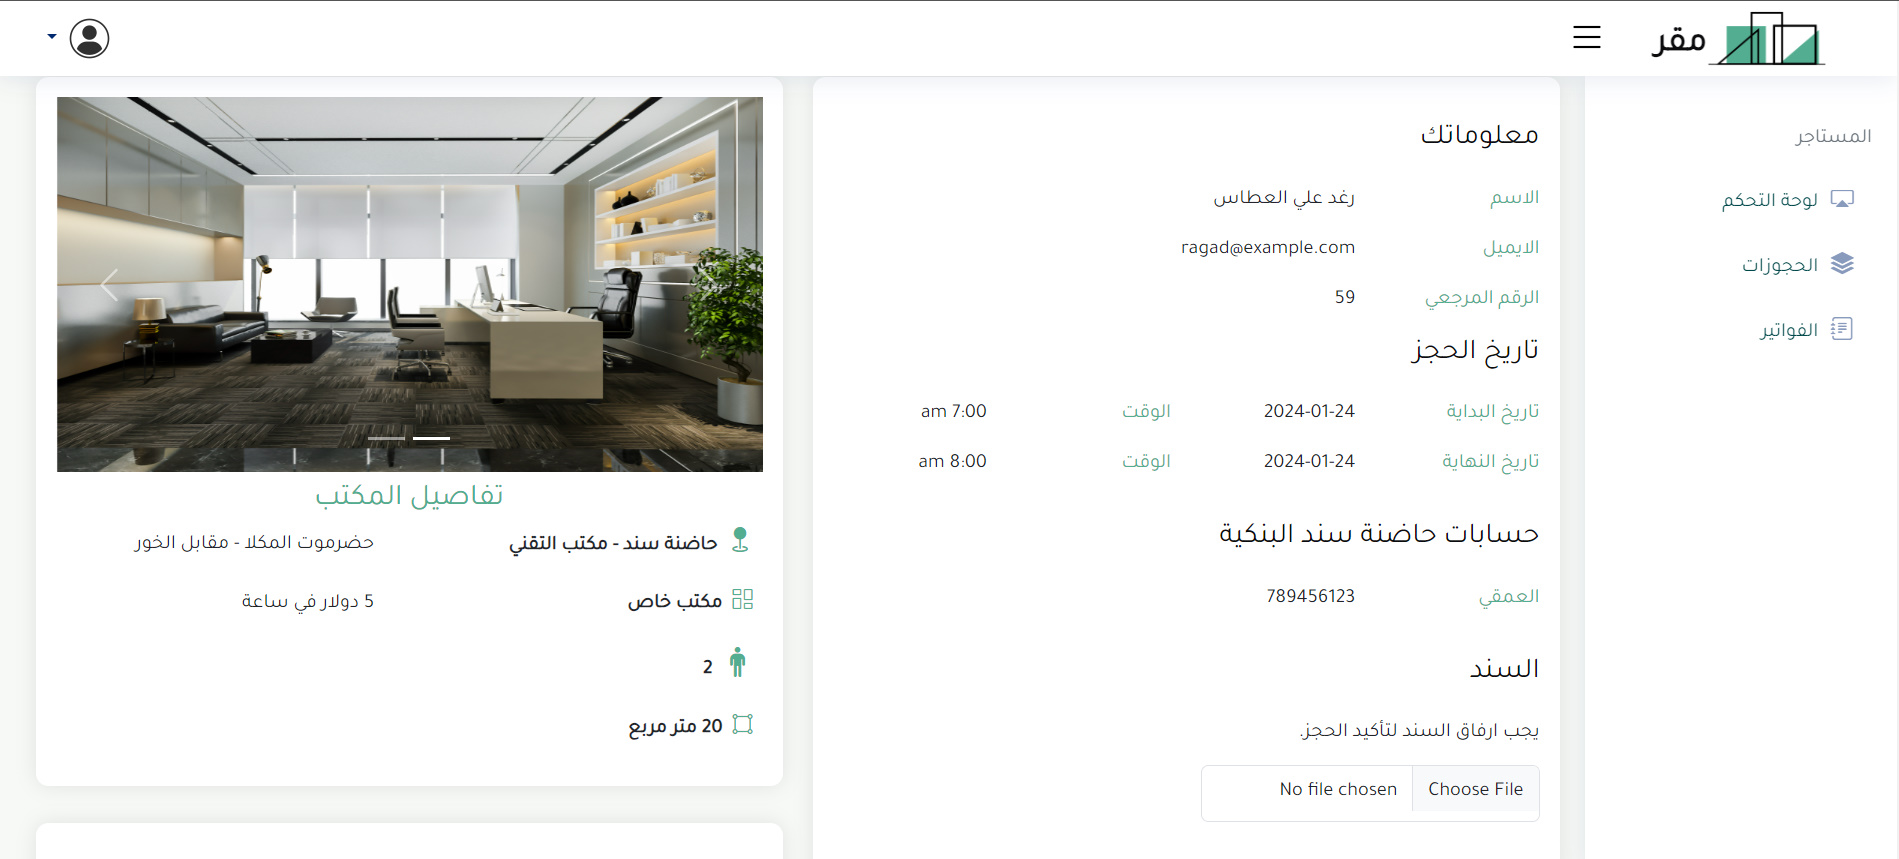 مقر
المستاجر
لوحة التحكم
الحجوزات
الفواتير
معلوماتك
الاسم رغد علي العطاس
الايميل ragad@example.com
الرقم المرجعي 59
تاريخ الحجز
تاريخ البداية 2024-01-24 الوقت 7:00 am
تاريخ النهاية 2024-01-24 الوقت 8:00 am
حسابات حاضنة سند البنكية
العمقي 789456123
السند
يجب ارفاق السند لتأكيد الحجز.
Choose File No file chosen
تفاصيل المكتب
حاضنة سند - مكتب التقني حضرموت المكلا - مقابل الخور
مكتب خاص 5 دولار في ساعة
2
20 متر مربع